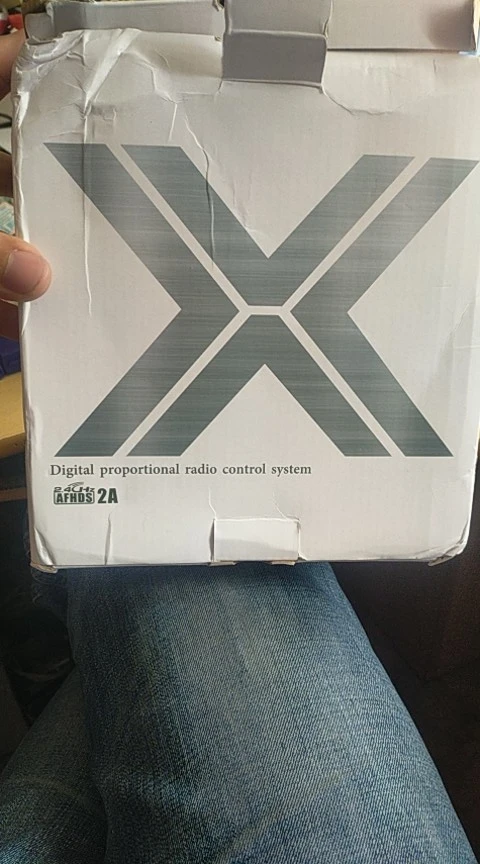 Digital proportional radio control system
2.4GHz
AFHDS 2A